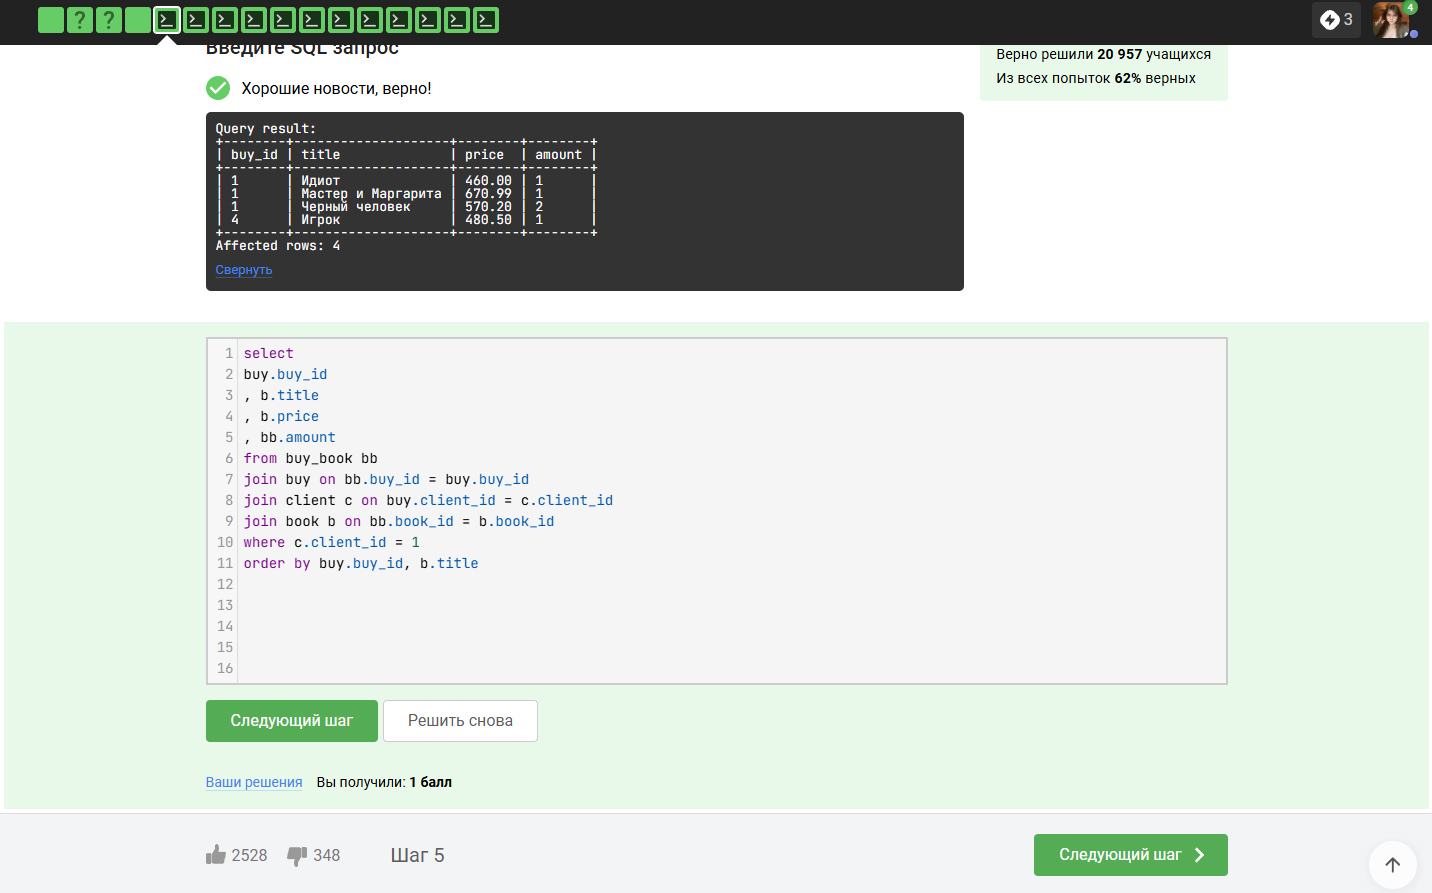 ? ?
3
4
Введите SQL запрос
Верно решили 20 957 учащихся
Из всех попыток 62% верных
Хорошие новости, верно!
Query result:
+--------+--------------------+--------+--------+
| buy_id | title              | price  | amount |
+--------+--------------------+--------+--------+
| 1      | Идиот              | 460.00 | 1      |
| 1      | Мастер и Маргарита | 670.99 | 1      |
| 1      | Черный человек     | 570.20 | 2      |
| 4      | Игрок              | 480.50 | 1      |
+--------+--------------------+--------+--------+
Affected rows: 4
Свернуть
1 select
2 buy.buy_id
3 , b.title
4 , b.price
5 , bb.amount
6 from buy_book bb
7 join buy on bb.buy_id = buy.buy_id
8 join client c on buy.client_id = c.client_id
9 join book b on bb.book_id = b.book_id
10 where c.client_id = 1
11 order by buy.buy_id, b.title
12
13
14
15
16
Следующий шаг Решить снова
Ваши решения Вы получили: 1 балл
2528 348 Шаг 5 Следующий шаг